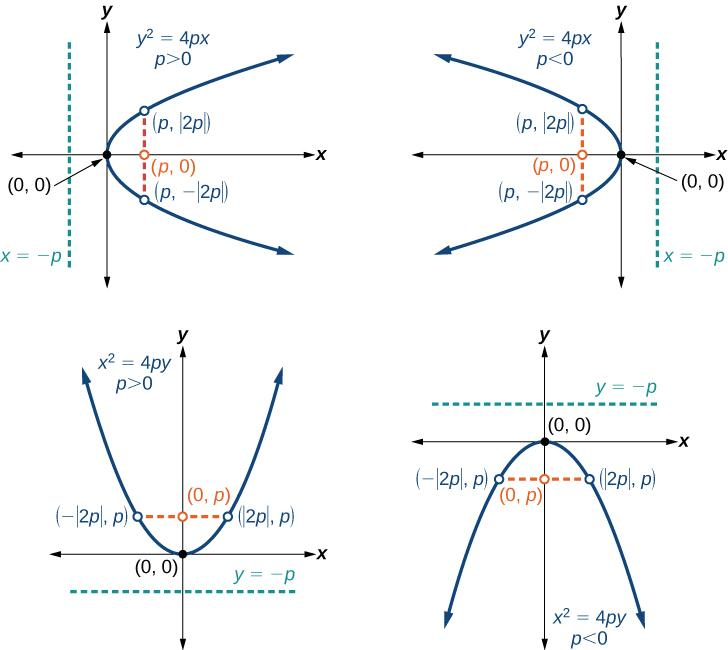 y
y² = 4px
p>0
(p, |2p|)
x
(p, 0)
(0, 0)
(p, −|2p|)
x = −p
y
y² = 4px
p<0
(p, |2p|)
x
(p, 0)
(p, −|2p|)
(0, 0)
x = −p
y
x² = 4py
p>0
(0, p)
(−|2p|, p)
(|2p|, p)
x
(0, 0)
y = −p
y
y = −p
(0, 0)
x
(−|2p|, p)
(0, p)
(|2p|, p)
x² = 4py
p<0